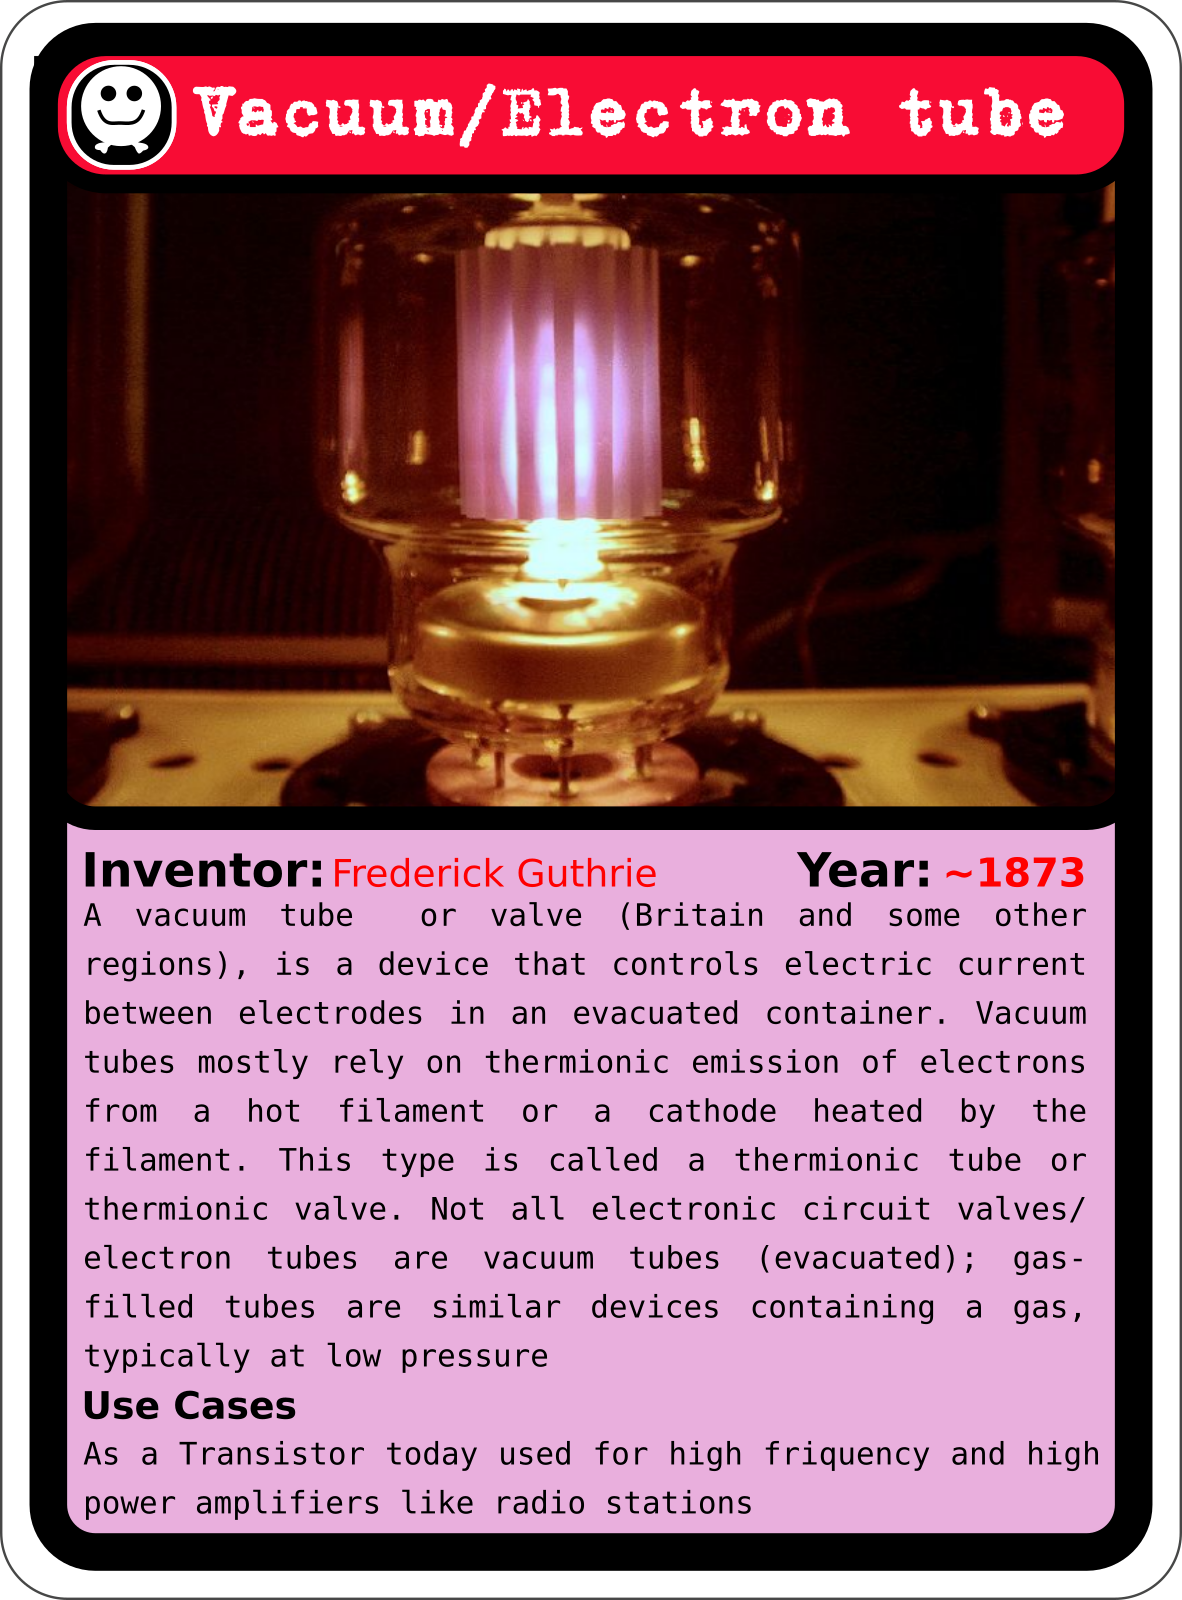 Vacuum/Electron tube
Inventor: Frederick Guthrie Year: ~1873
A vacuum tube or valve (Britain and some other
regions), is a device that controls electric current
between electrodes in an evacuated container. Vacuum
tubes mostly rely on thermionic emission of electrons
from a hot filament or a cathode heated by the
filament. This type is called a thermionic tube or
thermionic valve. Not all electronic circuit valves/
electron tubes are vacuum tubes (evacuated); gas-
filled tubes are similar devices containing a gas,
typically at low pressure
Use Cases
As a Transistor today used for high friquency and high
power amplifiers like radio stations